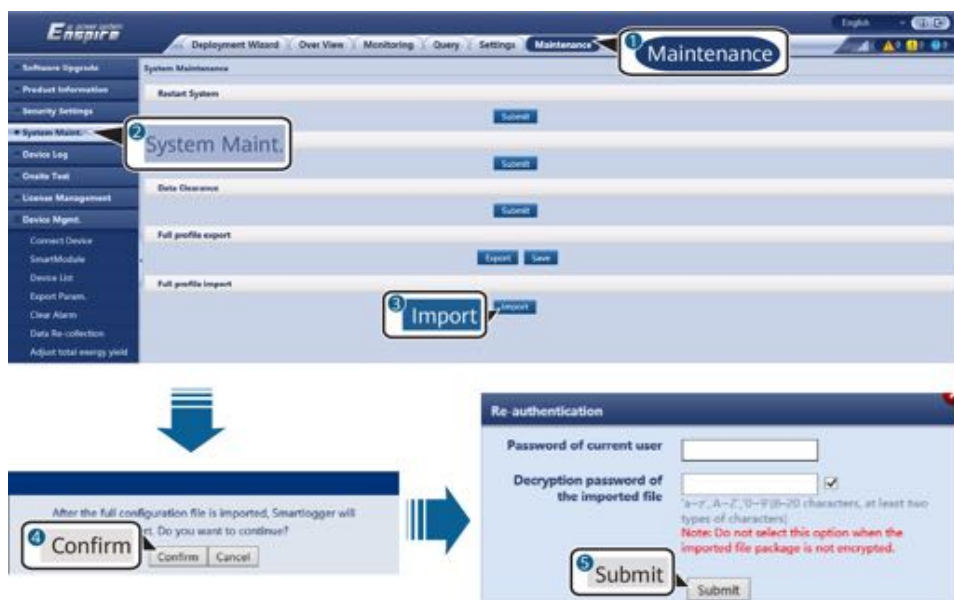 Enspire
English
Deployment Wizard Over View Monitoring Query Settings Maintenance
1 Maintenance
Software Upgrade
System Maintenance
Product Information
Restart System
Security Settings
Submit
System Maint.
2 System Maint.
Device Log
Submit
Onsite Test
Data Clearance
License Management
Submit
Device Mgmt.
Full profile export
Connect Device
Export Save
SmartModule
Device List
Full profile import
Export Param.
3 Import
Import
Clear Alarm
Data Re-collection
Adjust total energy yield
Re-authentication
Password of current user
Decryption password of
the imported file
'a~z', 'A~Z', '0~9'(8-20 characters, at least two
types of characters)
Note: Do not select this option when the
imported file package is not encrypted.
5 Submit
Submit
After the full configuration file is imported, Smartlogger will
Do you want to continue?
4 Confirm
Confirm Cancel